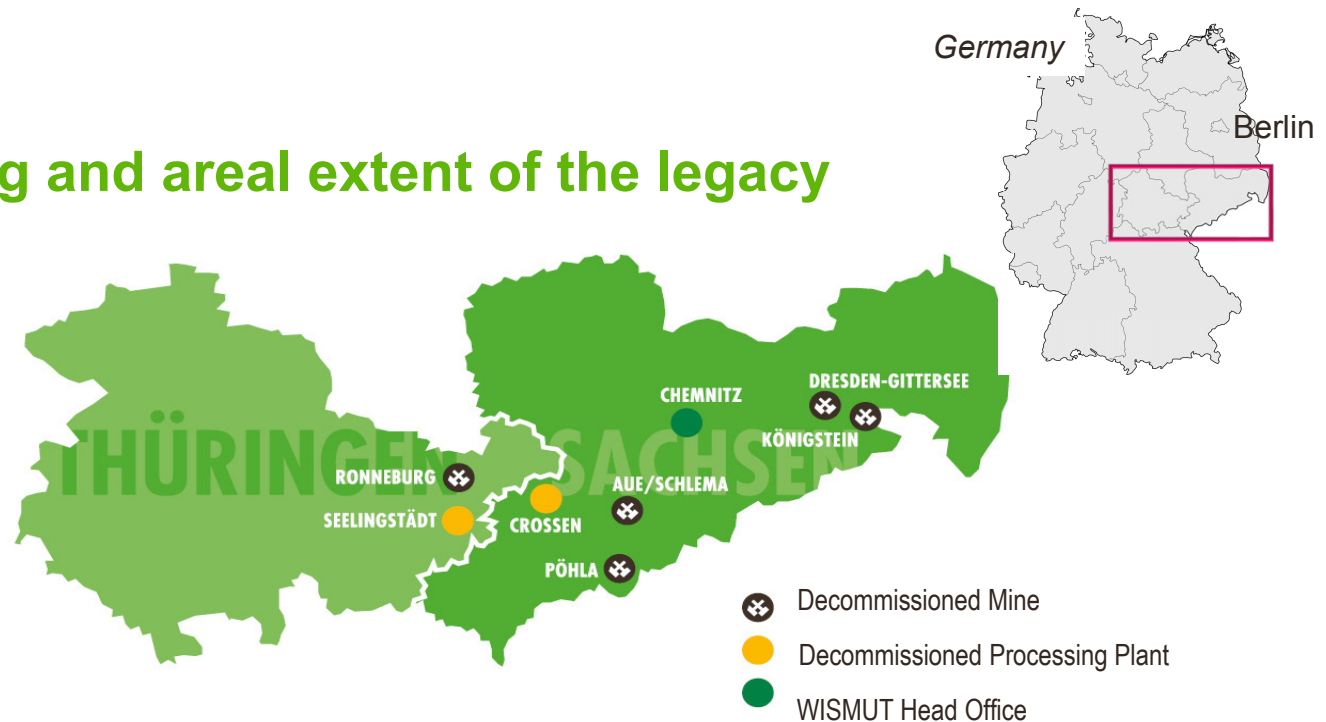 Germany
Berlin
g and areal extent of the legacy
THÜRINGEN
SACHSEN
CHEMNITZ
DRESDEN-GITTERSEE
KÖNIGSTEIN
RONNEBURG
AUE/SCHLEMA
SEELINGSTÄDT
CROSSEN
PÖHLA
Decommissioned Mine
Decommissioned Processing Plant
WISMUT Head Office